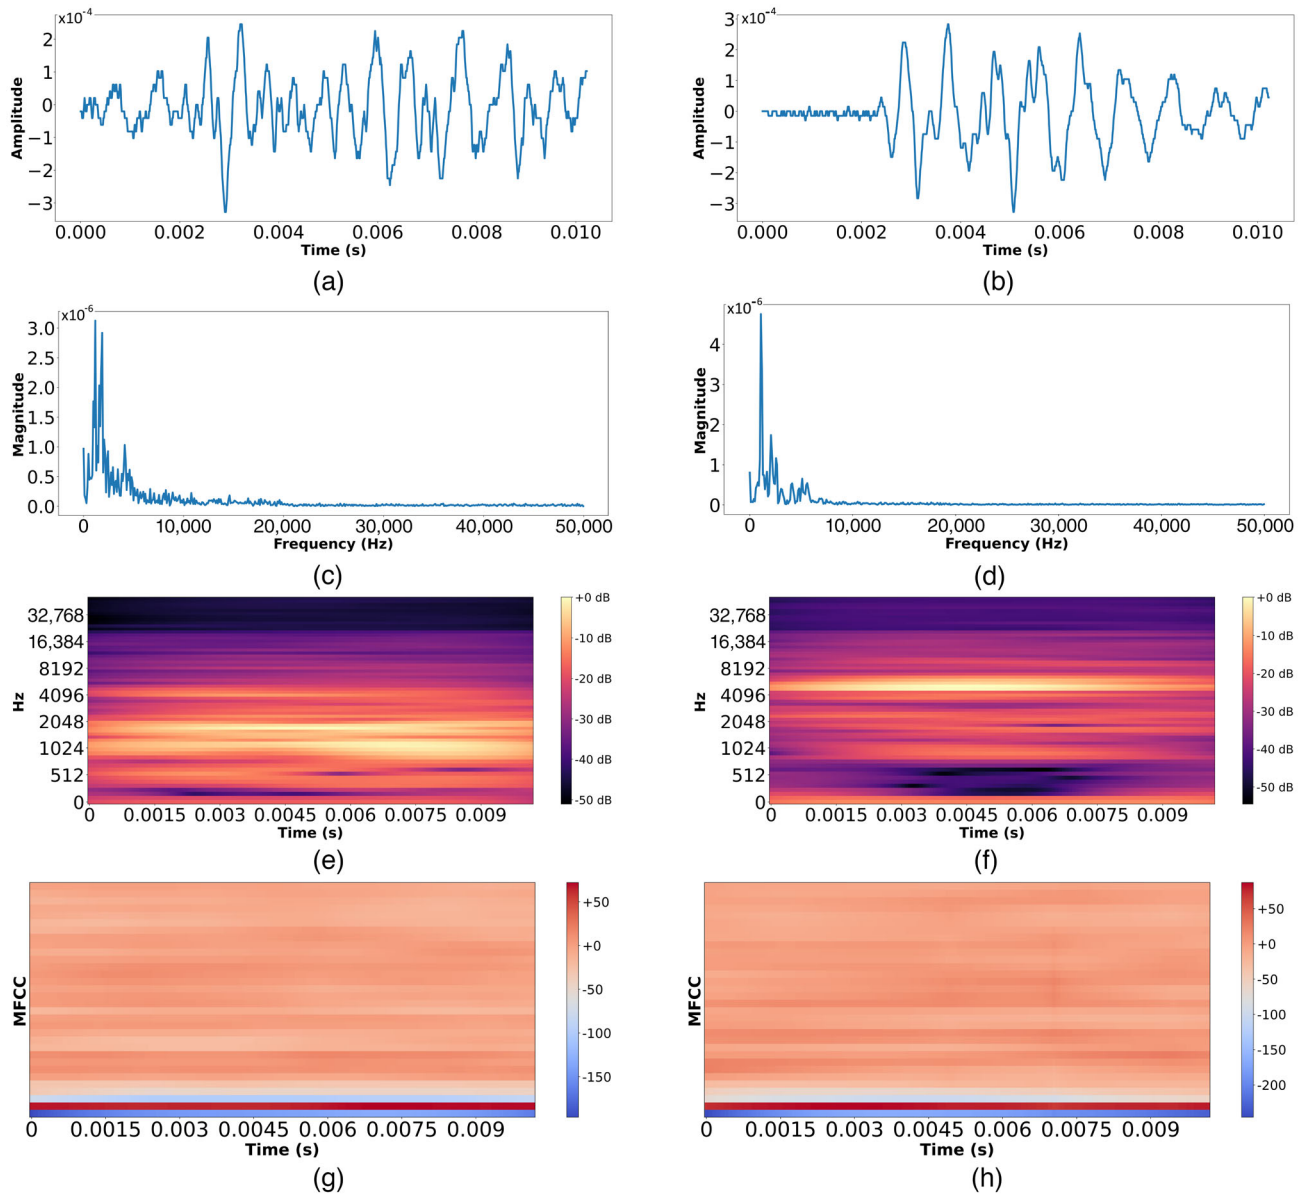 x10⁻⁴
2
1
0
−1
−2
−3
Amplitude
0.000 0.002 0.004 0.006 0.008 0.010
Time (s)
(a)
x10⁻⁴
3
2
1
0
−1
−2
−3
Amplitude
0.000 0.002 0.004 0.006 0.008 0.010
Time (s)
(b)
x10⁻⁶
3.0
2.5
2.0
1.5
1.0
0.5
0.0
Magnitude
0 10,000 20,000 30,000 40,000 50,000
Frequency (Hz)
(c)
x10⁻⁶
4
3
2
1
0
Magnitude
0 10,000 20,000 30,000 40,000 50,000
Frequency (Hz)
(d)
32,768
16,384
8192
4096
2048
1024
512
0
Hz
0 0.0015 0.003 0.0045 0.006 0.0075 0.009
Time (s)
+0 dB
-10 dB
-20 dB
-30 dB
-40 dB
-50 dB
(e)
32,768
16,384
8192
4096
2048
1024
512
0
Hz
0 0.0015 0.003 0.0045 0.006 0.0075 0.009
Time (s)
+0 dB
-10 dB
-20 dB
-30 dB
-40 dB
-50 dB
(f)
MFCC
0 0.0015 0.003 0.0045 0.006 0.0075 0.009
Time (s)
+50
+0
-50
-100
-150
(g)
MFCC
0 0.0015 0.003 0.0045 0.006 0.0075 0.009
Time (s)
+50
+0
-50
-100
-150
-200
(h)